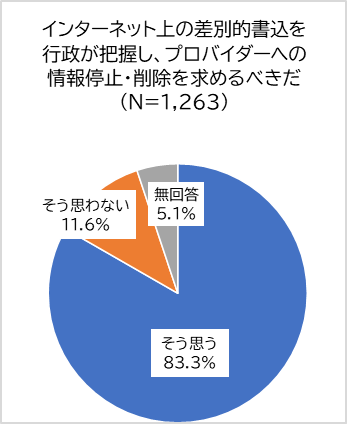 インターネット上の差別的書込を
行政が把握し、プロバイダーへの
情報停止・削除を求めるべきだ
（N=1,263）
そう思わない
11.6%
無回答
5.1%
そう思う
83.3%